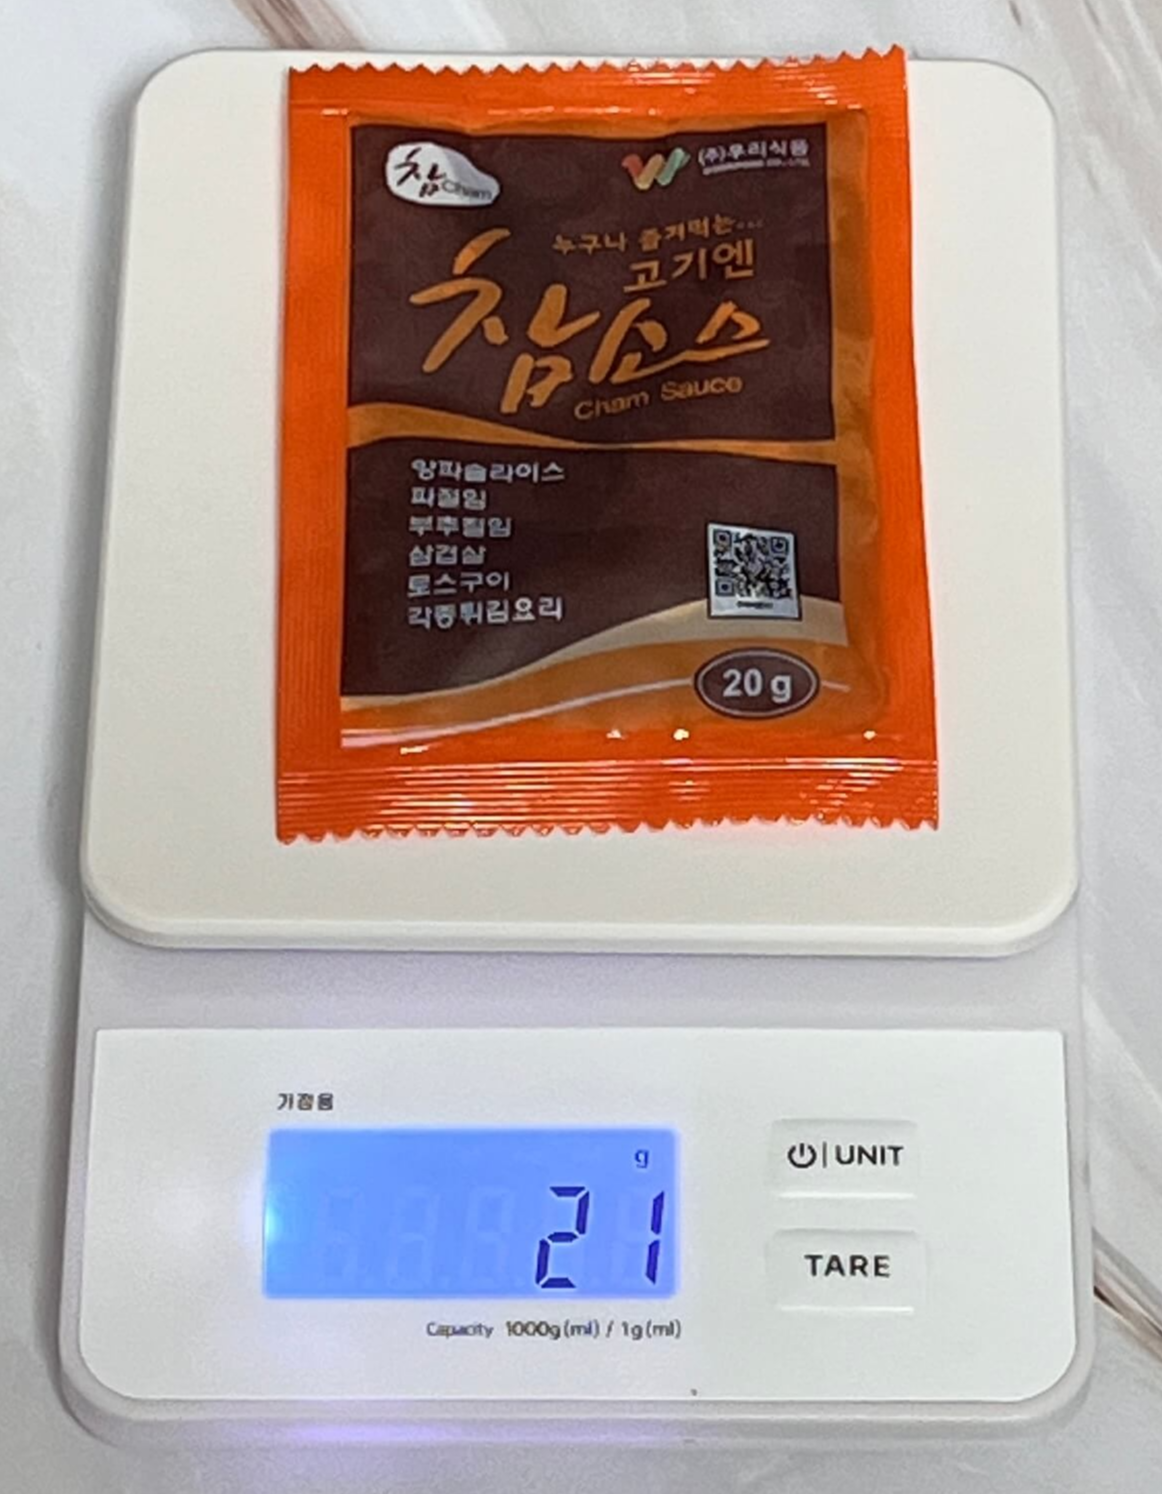 참 Cham
(주)우리식품
누구나 즐겨먹는...
고기엔
참소스
Cham Sauce
양파슬라이스
파절임
부추절임
삼겹살
토스구이
각종튀김요리
20 g
가정용
g
21
UNIT
TARE
Capacity 1000g(ml) / 1g(ml)